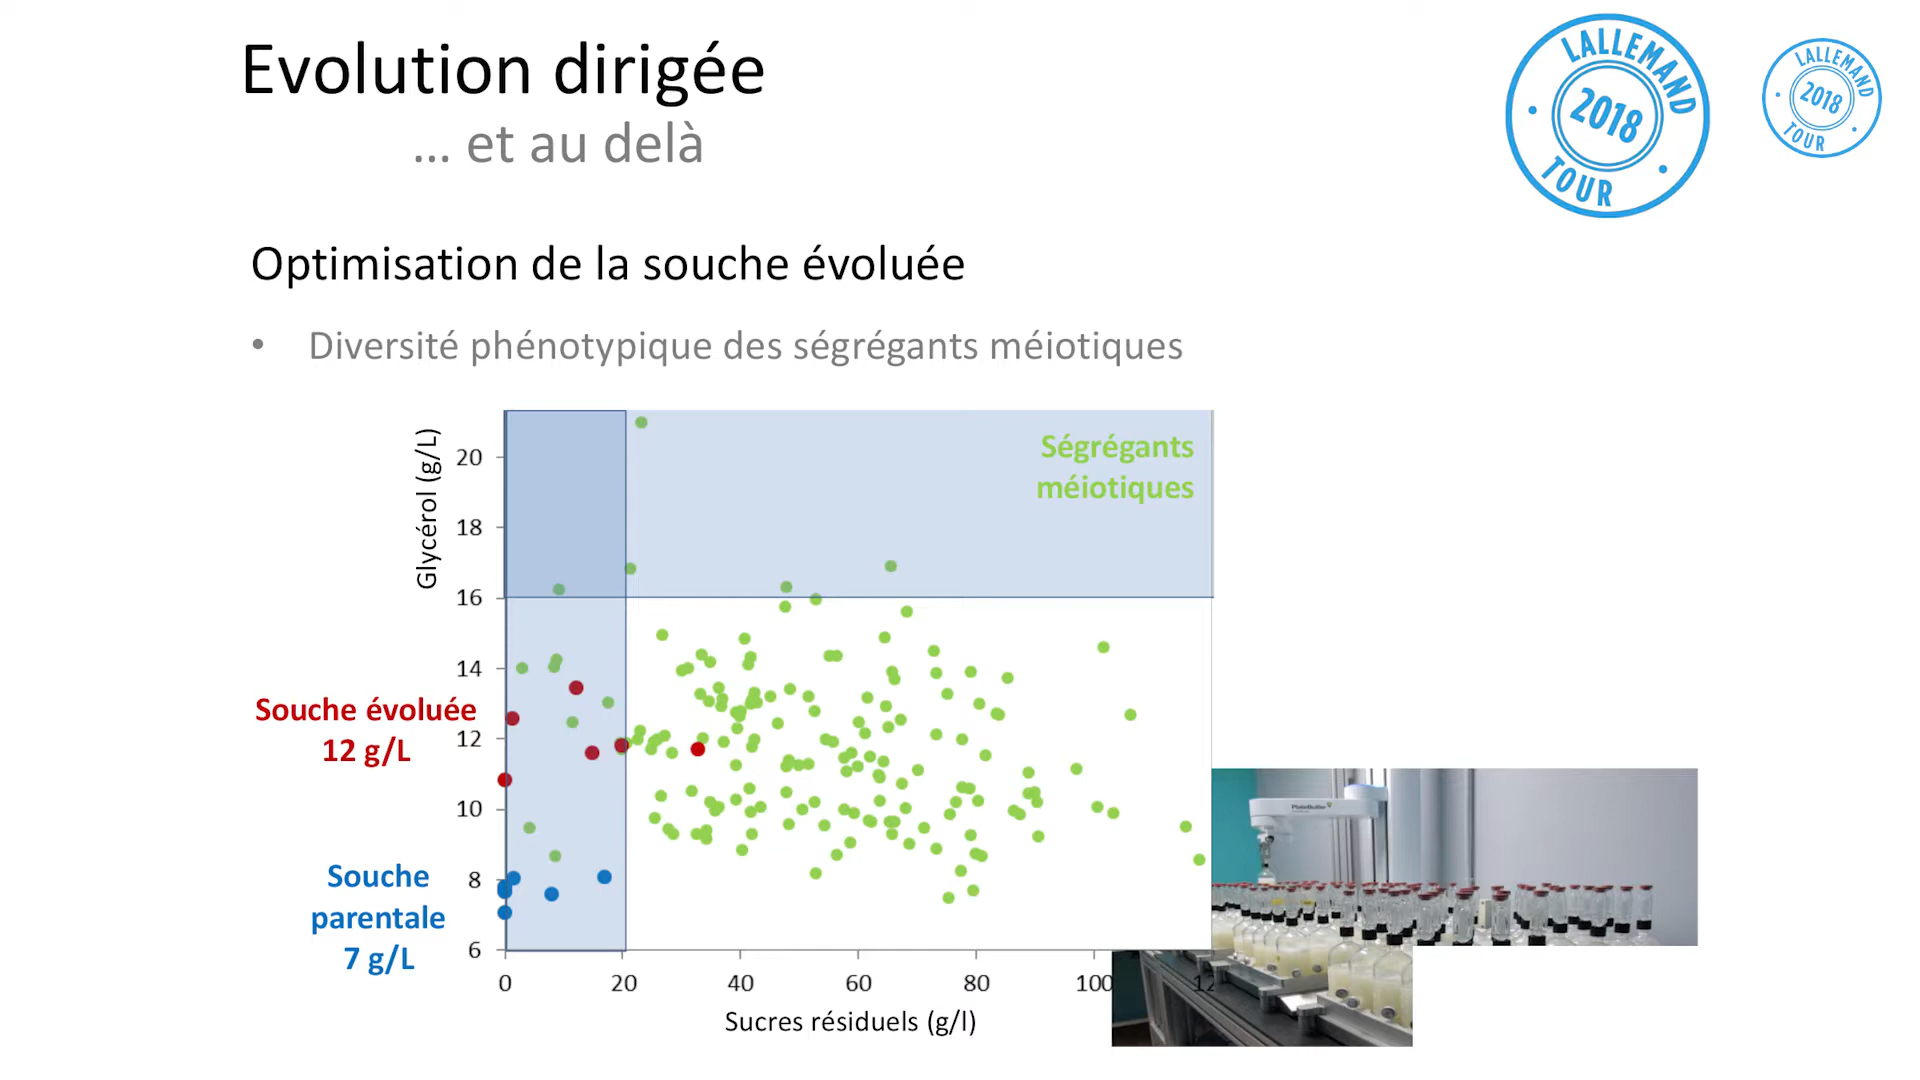 Evolution dirigée
... et au delà
LALLEMAND
2018
TOUR
LALLEMAND
2018
TOUR
Optimisation de la souche évoluée
• Diversité phénotypique des ségrégants méiotiques
Glycérol (g/L)
20
18
16
14
12
10
8
6
Ségrégants
méiotiques
Souche évoluée
12 g/L
Souche
parentale
7 g/L
0
20
40
60
80
100
12
Sucres résiduels (g/l)
PlateButler